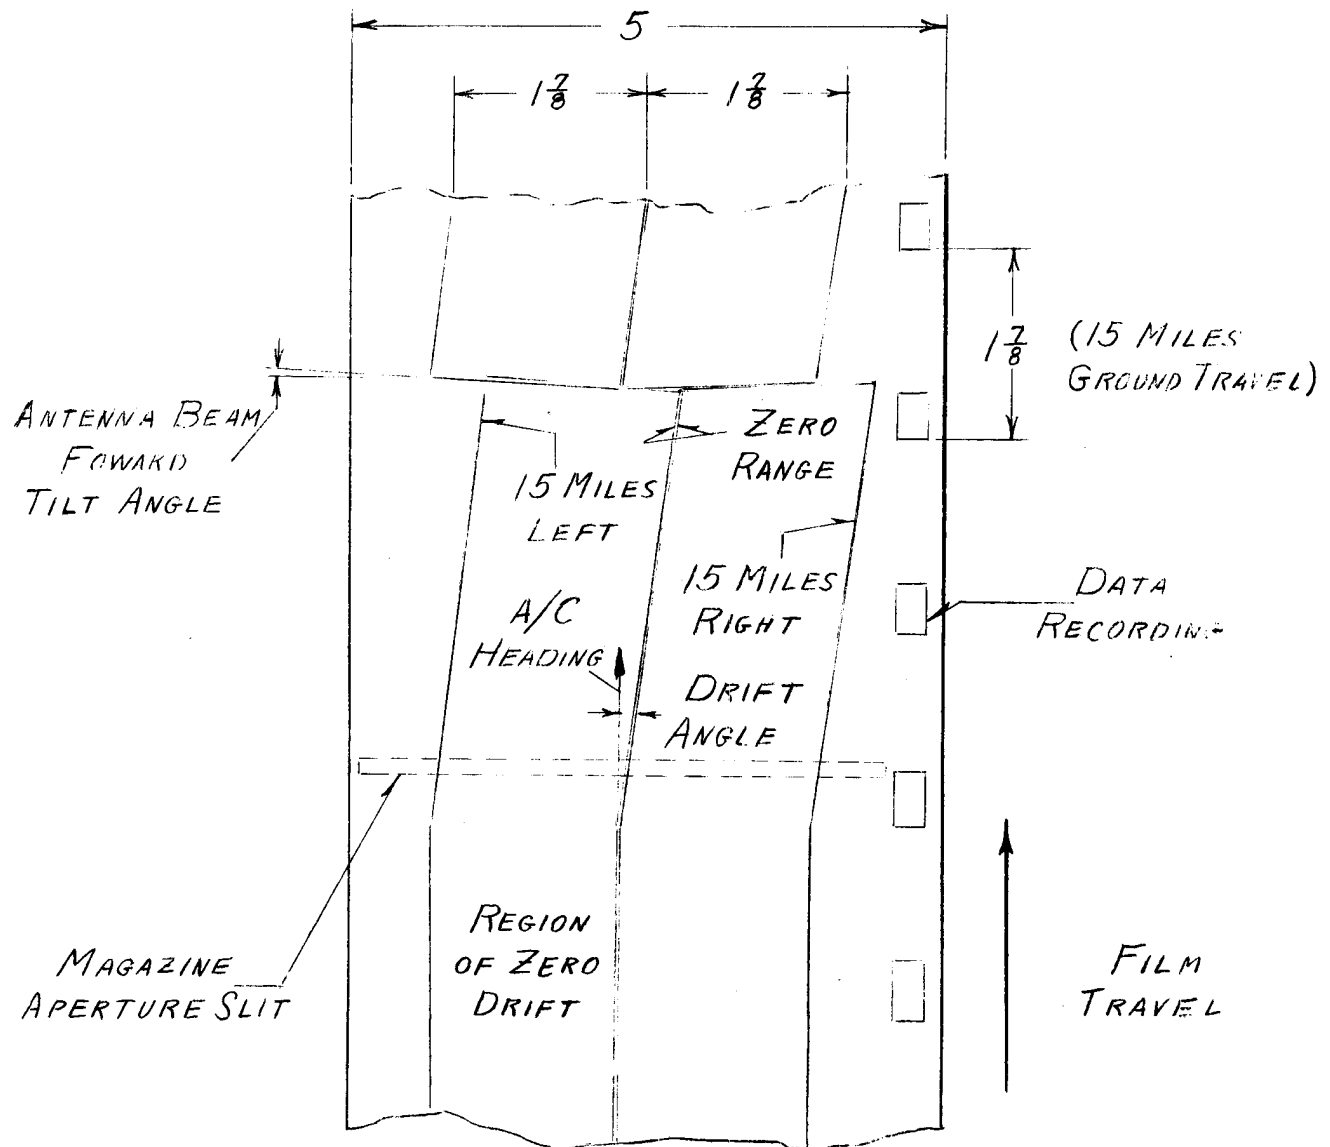 5
1 7/8
1 7/8
1 7/8
(15 MILES
GROUND TRAVEL)
ANTENNA BEAM
FOWARD
TILT ANGLE
ZERO
RANGE
15 MILES
LEFT
15 MILES
RIGHT
A/C
HEADING
DATA
RECORDING
DRIFT
ANGLE
MAGAZINE
APERTURE SLIT
REGION
OF ZERO
DRIFT
FILM
TRAVEL